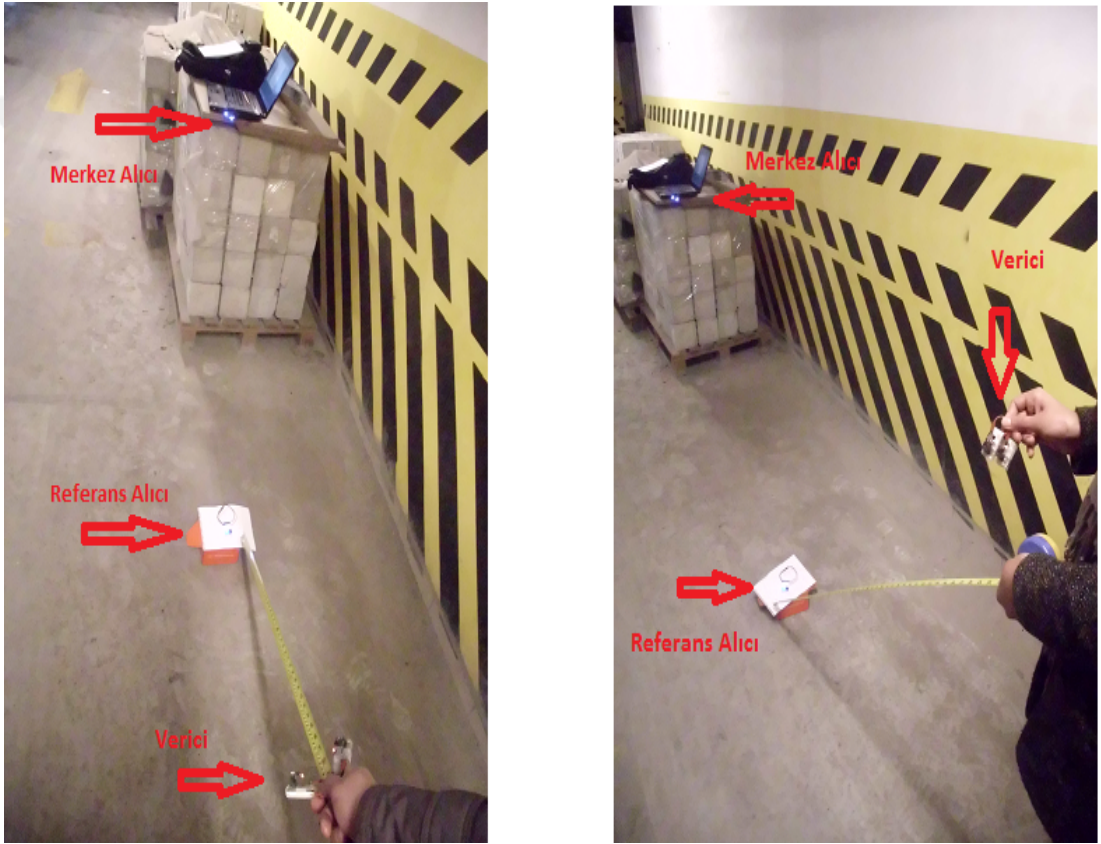 Merkez Alıcı
Referans Alıcı
Verici
Merkez Alıcı
Verici
Referans Alıcı